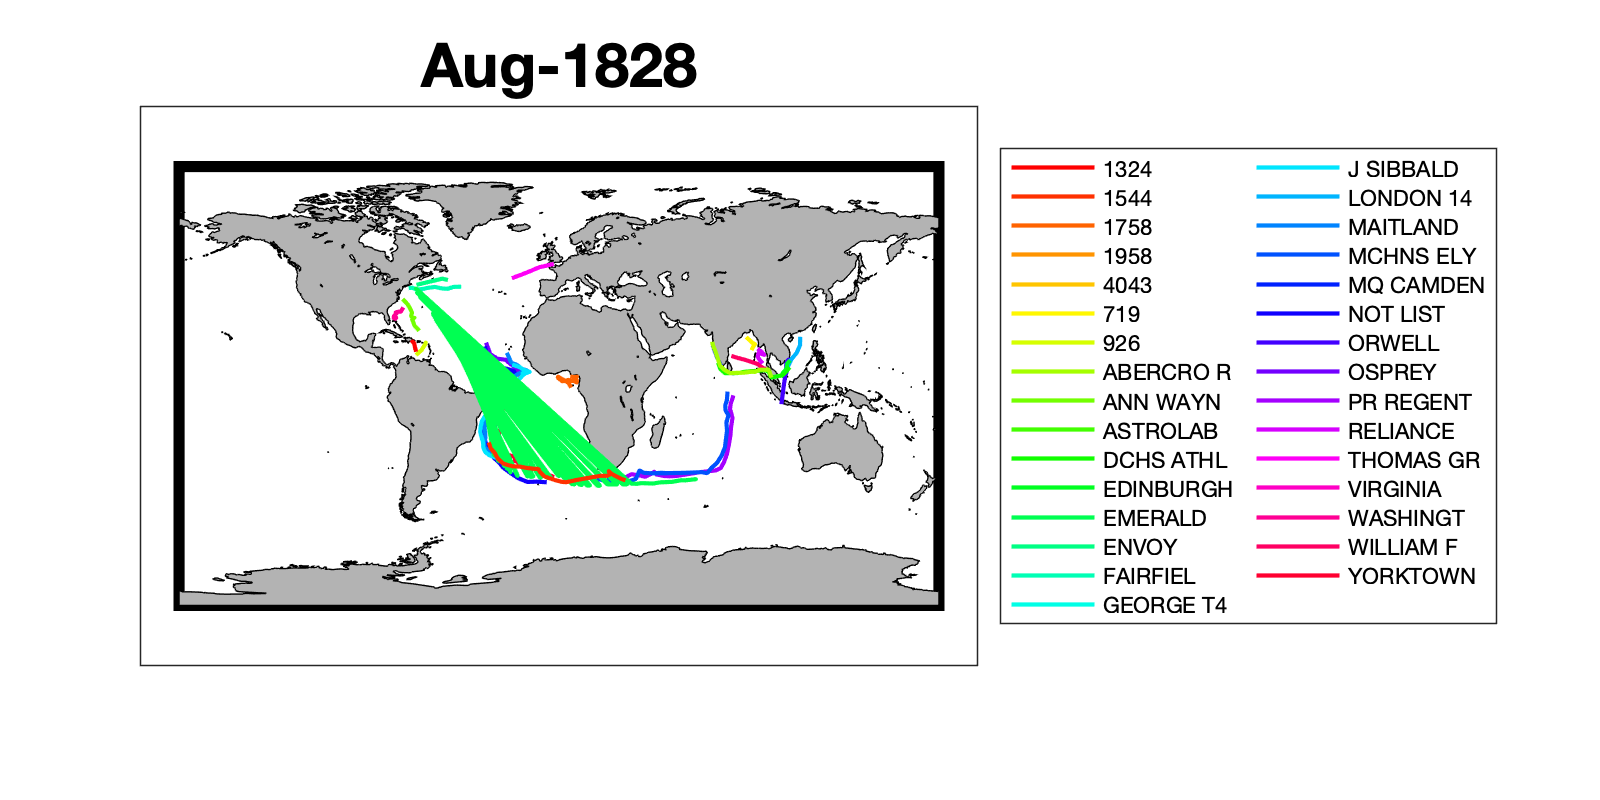 Aug-1828
1324
1544
1758
1958
4043
719
926
ABERCRO R
ANN WAYN
ASTROLAB
DCHS ATHL
EDINBURGH
EMERALD
ENVOY
FAIRFIEL
GEORGE T4
J SIBBALD
LONDON 14
MAITLAND
MCHNS ELY
MQ CAMDEN
NOT LIST
ORWELL
OSPREY
PR REGENT
RELIANCE
THOMAS GR
VIRGINIA
WASHINGT
WILLIAM F
YORKTOWN